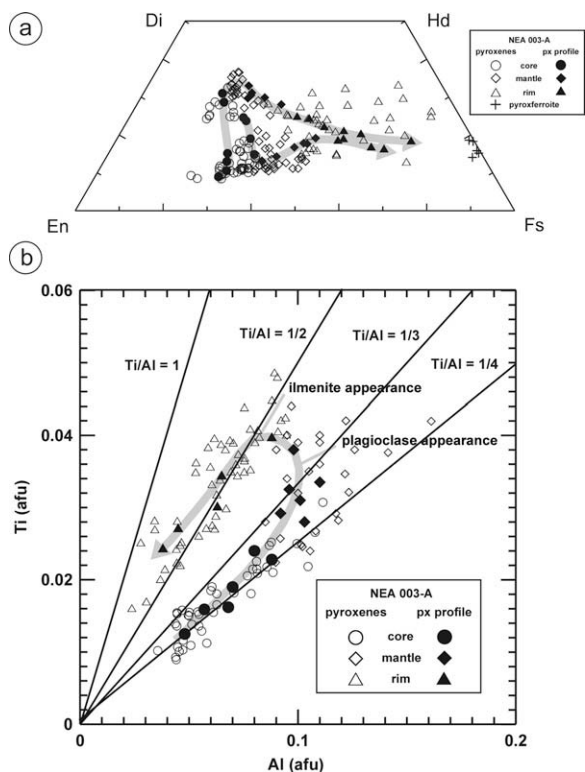 a
Di
Hd
NEA 003-A
pyroxenes px profile
core
mantle
rim
pyroxferroite
En
Fs
b
0.06
Ti/Al = 1
Ti/Al = 1/2
Ti/Al = 1/3
Ti/Al = 1/4
ilmenite appearance
0.04
plagioclase appearance
Ti (afu)
0.02
NEA 003-A
pyroxenes px profile
core
mantle
rim
0
0 0.1 0.2
Al (afu)